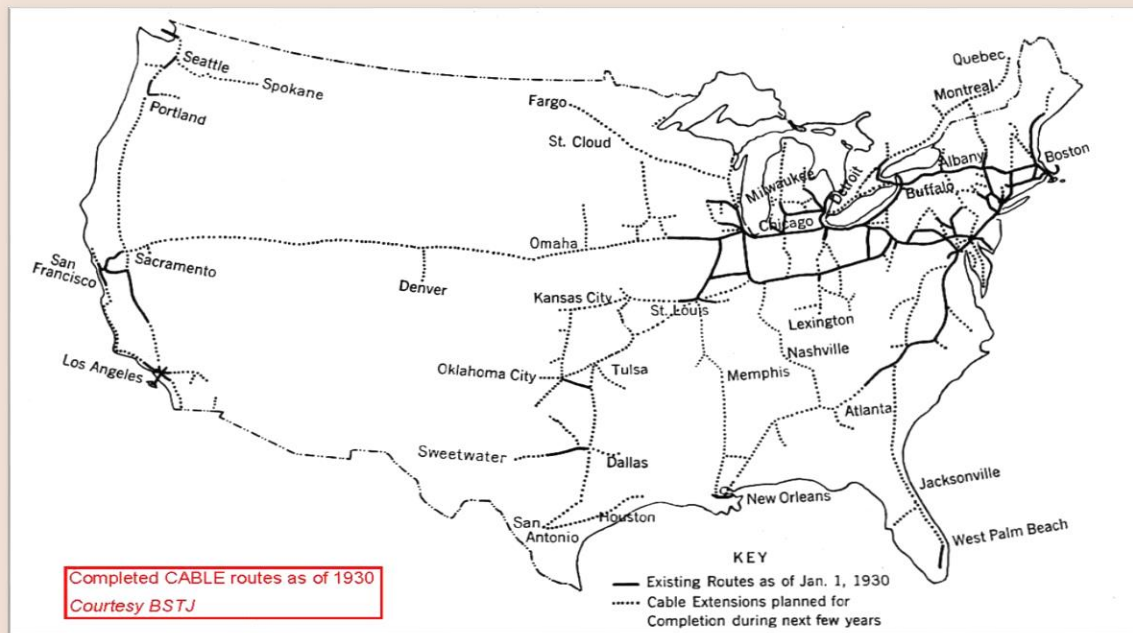 Quebec
Seattle
Montreal
Spokane
Fargo
Portland
St. Cloud
Albany
Boston
Milwaukee
Detroit
Buffalo
Chicago
Omaha
San
Francisco
Sacramento
Denver
Kansas City
St. Louis
Lexington
Nashville
Los Angeles
Oklahoma City
Tulsa
Memphis
Atlanta
Sweetwater
Dallas
Jacksonville
New Orleans
San
Antonio
Houston
West Palm Beach
KEY
Existing Routes as of Jan. 1, 1930
Cable Extensions planned for
Completion during next few years
Completed CABLE routes as of 1930
Courtesy BSTJ